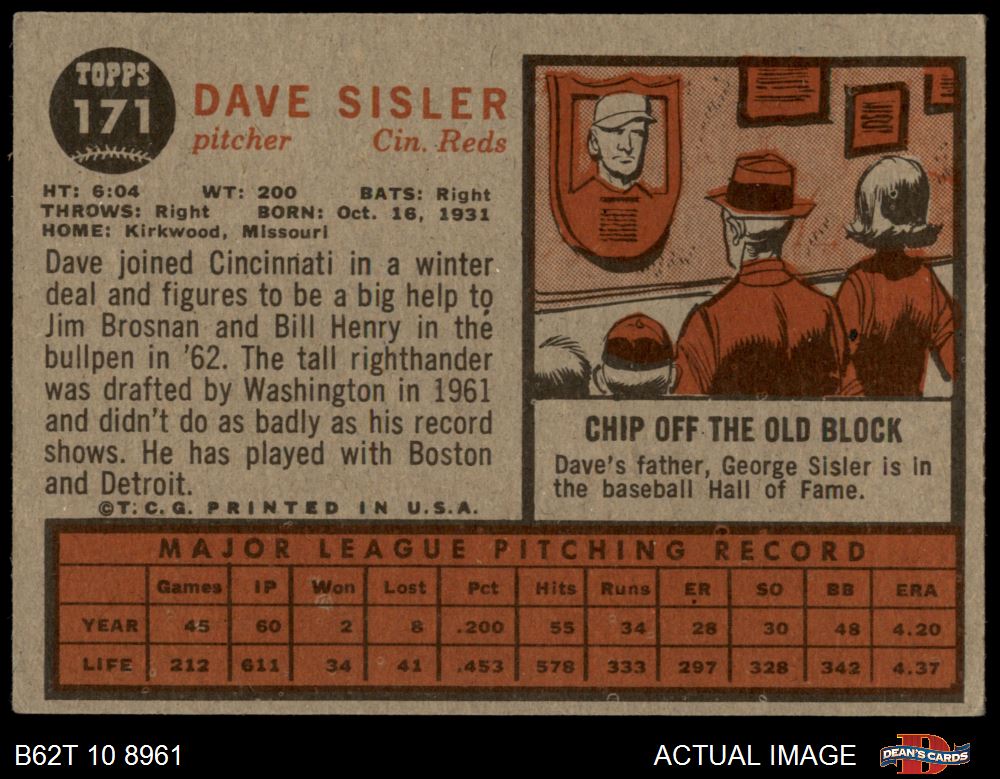 TOPPS
171
DAVE SISLER
pitcher Cin. Reds
HT: 6:04 WT: 200 BATS: Right
THROWS: Right BORN: Oct. 16, 1931
HOME: Kirkwood, Missouri
Dave joined Cincinnati in a winter
deal and figures to be a big help to
Jim Brosnan and Bill Henry in the
bullpen in '62. The tall righthander
was drafted by Washington in 1961
and didn't do as badly as his record
shows. He has played with Boston
and Detroit.
©T.C.G. PRINTED IN U.S.A.
CHIP OFF THE OLD BLOCK
Dave's father, George Sisler is in
the baseball Hall of Fame.
MAJOR LEAGUE PITCHING RECORD
Games IP Won Lost Pct Hits Runs ER SO BB ERA
YEAR 45 60 2 8 .200 55 34 28 30 48 4.20
LIFE 212 611 34 41 .453 578 333 297 328 342 4.37
B62T 10 8961
ACTUAL IMAGE
DEAN'S CARDS